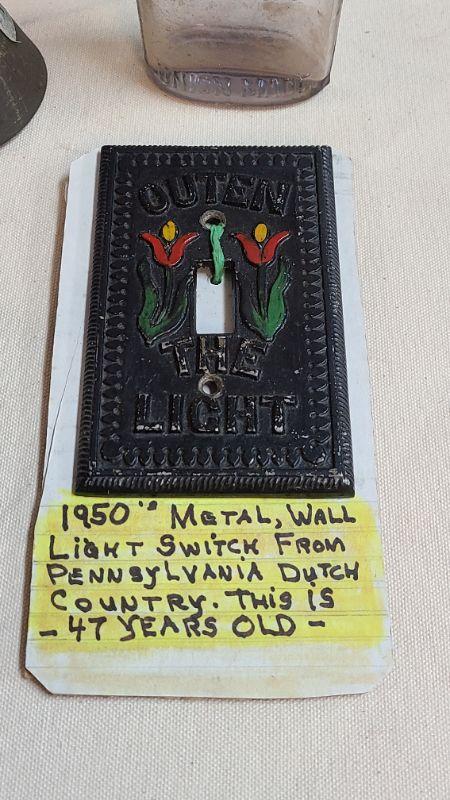 OUTEN
THE
LIGHT
1950'S METAL, WALL
LIGHT SWITCH FROM
PENNSYLVANIA DUTCH
COUNTRY. THIS IS
- 47 YEARS OLD -